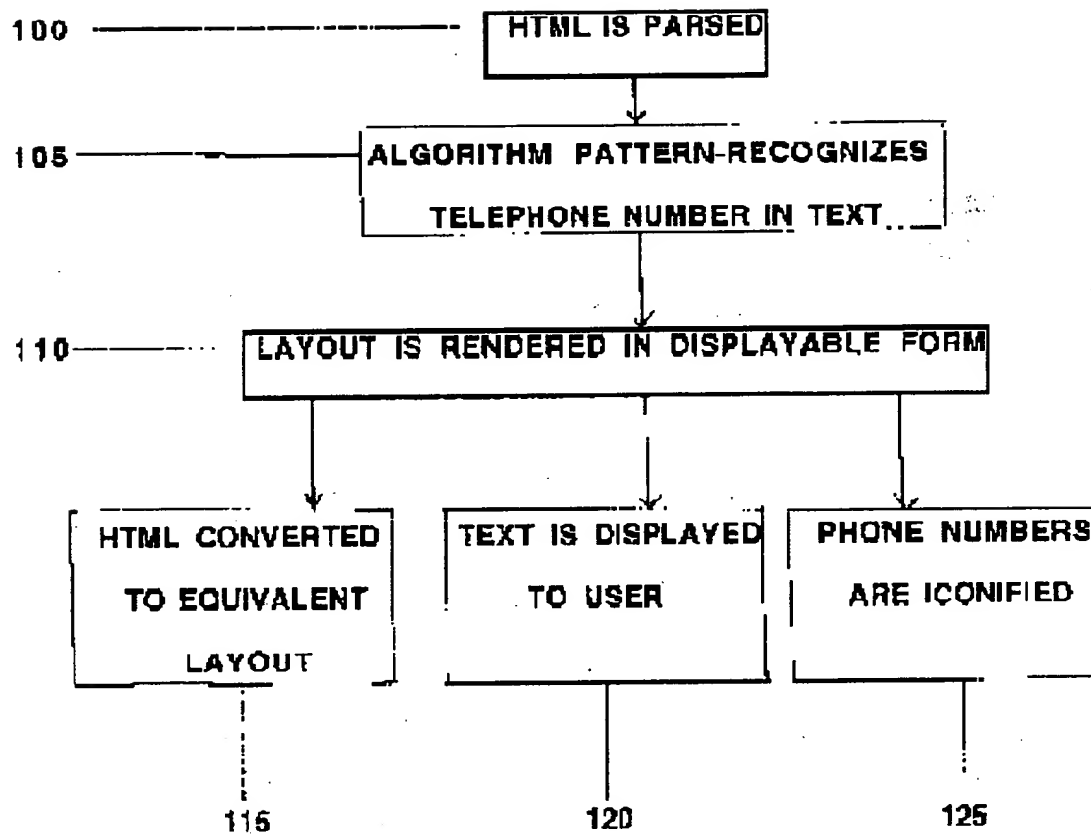 100 HTML IS PARSED
105 ALGORITHM PATTERN-RECOGNIZES
TELEPHONE NUMBER IN TEXT
110 LAYOUT IS RENDERED IN DISPLAYABLE FORM
HTML CONVERTED
TO EQUIVALENT
LAYOUT
TEXT IS DISPLAYED
TO USER
PHONE NUMBERS
ARE ICONIFIED
115 120 125